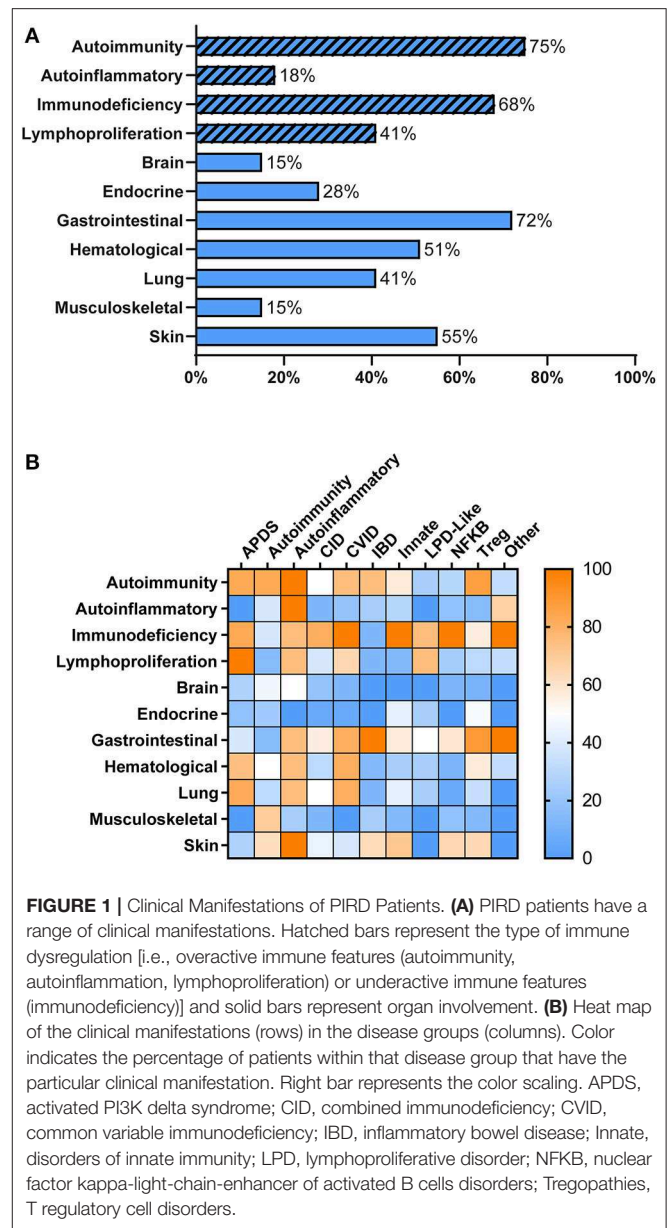 A
Autoimmunity 75%
Autoinflammatory 18%
Immunodeficiency 68%
Lymphoproliferation 41%
Brain 15%
Endocrine 28%
Gastrointestinal 72%
Hematological 51%
Lung 41%
Musculoskeletal 15%
Skin 55%
0% 20% 40% 60% 80% 100%
B
APDS Autoimmunity Autoinflammatory CID CVID IBD Innate LPD-Like NFKB Treg Other
Autoimmunity
Autoinflammatory
Immunodeficiency
Lymphoproliferation
Brain
Endocrine
Gastrointestinal
Hematological
Lung
Musculoskeletal
Skin
100
80
60
40
20
0
FIGURE 1 | Clinical Manifestations of PIRD Patients. (A) PIRD patients have a
range of clinical manifestations. Hatched bars represent the type of immune
dysregulation [i.e., overactive immune features (autoimmunity,
autoinflammation, lymphoproliferation) or underactive immune features
(immunodeficiency)] and solid bars represent organ involvement. (B) Heat map
of the clinical manifestations (rows) in the disease groups (columns). Color
indicates the percentage of patients within that disease group that have the
particular clinical manifestation. Right bar represents the color scaling. APDS,
activated PI3K delta syndrome; CID, combined immunodeficiency; CVID,
common variable immunodeficiency; IBD, inflammatory bowel disease; Innate,
disorders of innate immunity; LPD, lymphoproliferative disorder; NFKB, nuclear
factor kappa-light-chain-enhancer of activated B cells disorders; Tregopathies,
T regulatory cell disorders.